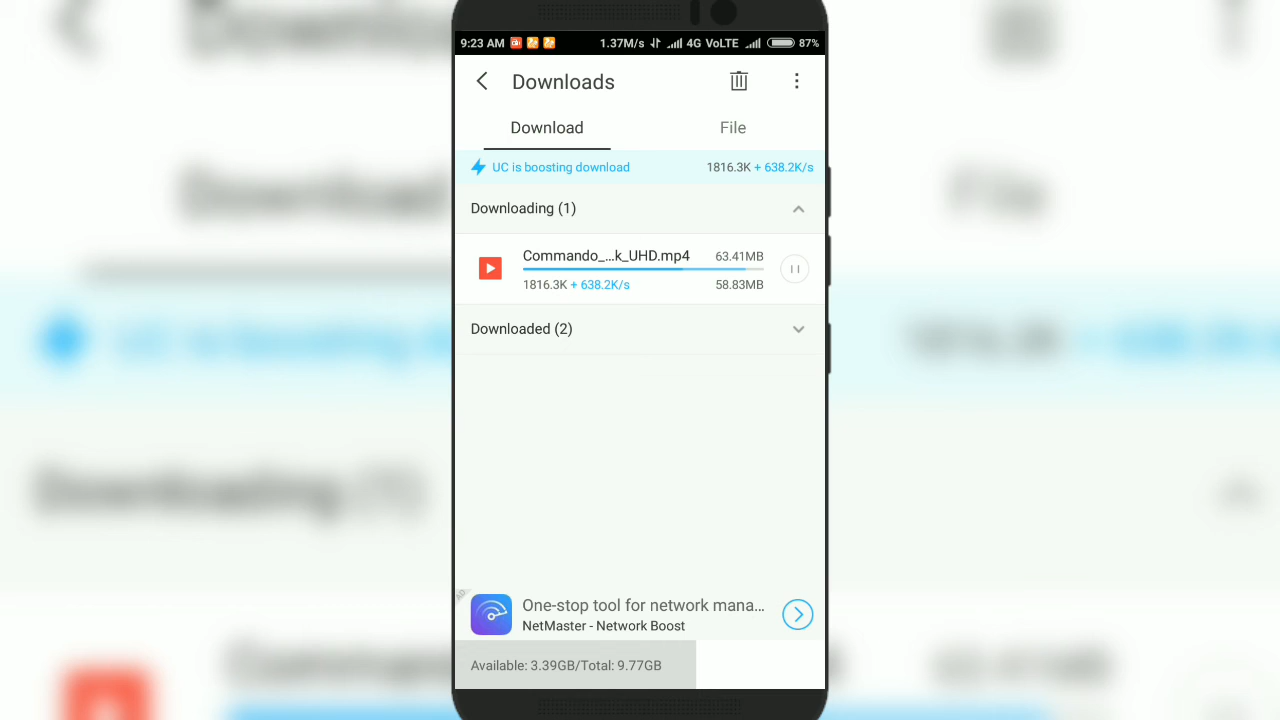 9:23 AM 1.37M/s 4G VoLTE 87%
Downloads
Download File
UC is boosting download 1816.3K + 638.2K/s
Downloading (1)
Commando_...k_UHD.mp4 63.41MB
1816.3K + 638.2K/s 58.83MB
Downloaded (2)
AD
One-stop tool for network mana...
NetMaster - Network Boost
Available: 3.39GB/Total: 9.77GB